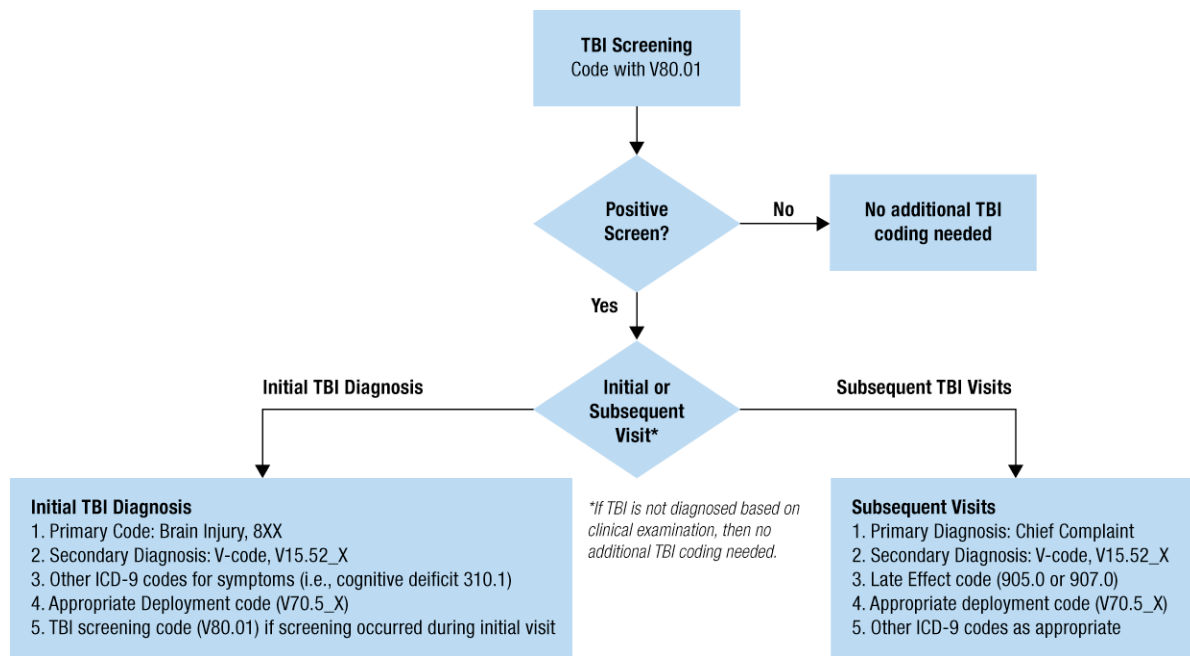 TBI Screening
Code with V80.01
Positive
Screen?
No
No additional TBI
coding needed
Yes
Initial TBI Diagnosis
Initial or
Subsequent
Visit*
Subsequent TBI Visits
Initial TBI Diagnosis
1. Primary Code: Brain Injury, 8XX
2. Secondary Diagnosis: V-code, V15.52_X
3. Other ICD-9 codes for symptoms (i.e., cognitive deificit 310.1)
4. Appropriate Deployment code (V70.5_X)
5. TBI screening code (V80.01) if screening occurred during initial visit
*If TBI is not diagnosed based on
clinical examination, then no
additional TBI coding needed.
Subsequent Visits
1. Primary Diagnosis: Chief Complaint
2. Secondary Diagnosis: V-code, V15.52_X
3. Late Effect code (905.0 or 907.0)
4. Appropriate deployment code (V70.5_X)
5. Other ICD-9 codes as appropriate